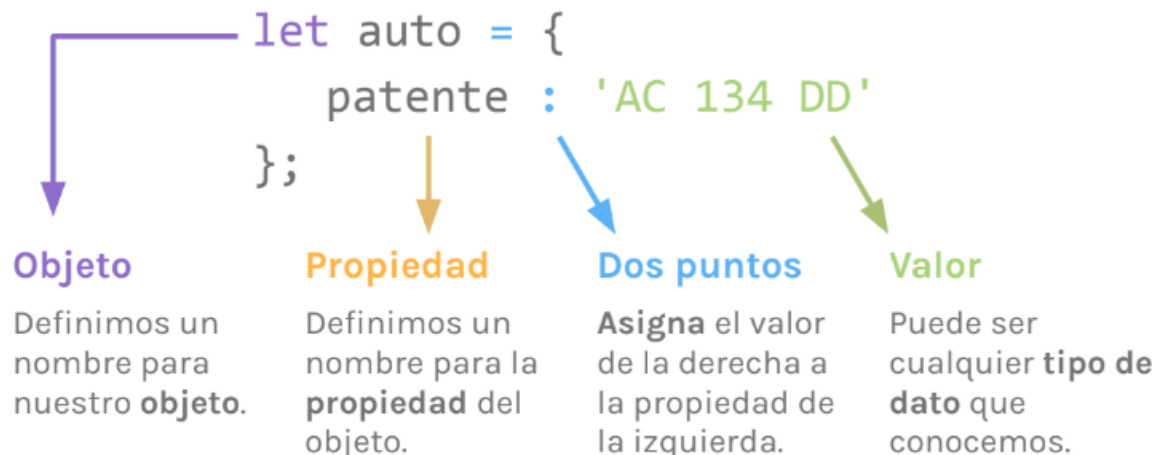 let auto = {
patente : 'AC 134 DD'
};
Objeto
Definimos un
nombre para
nuestro objeto.
Propiedad
Definimos un
nombre para la
propiedad del
objeto.
Dos puntos
Asigna el valor
de la derecha a
la propiedad de
la izquierda.
Valor
Puede ser
cualquier tipo de
dato que
conocemos.